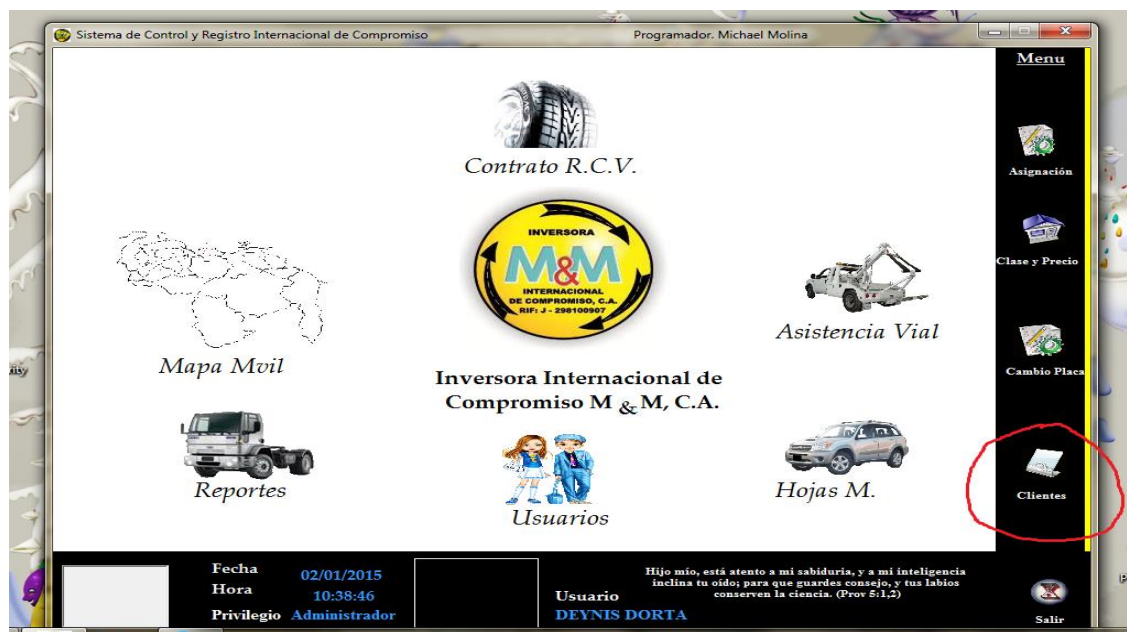 Sistema de Control y Registro Internacional de Compromiso
Programador. Michael Molina
Menu
Contrato R.C.V.
Asignación
INVERSORA
M&M
INTERNACIONAL
DE COMPROMISO, C.A.
RIF: J - 298100907
Clase y Precio
Asistencia Vial
Mapa Mvil
Cambio Placa
Inversora Internacional de
Compromiso M & M, C.A.
Reportes
Usuarios
Hojas M.
Clientes
Fecha
02/01/2015
Hora
10:38:46
Privilegio
Administrador
Usuario
DEYNIS DORTA
Hijo mio, está atento a mi sabiduria, y a mi inteligencia
inclina tu oido; para que guardes consejo, y tus labios
conserven la ciencia. (Prov 5:1,2)
Salir